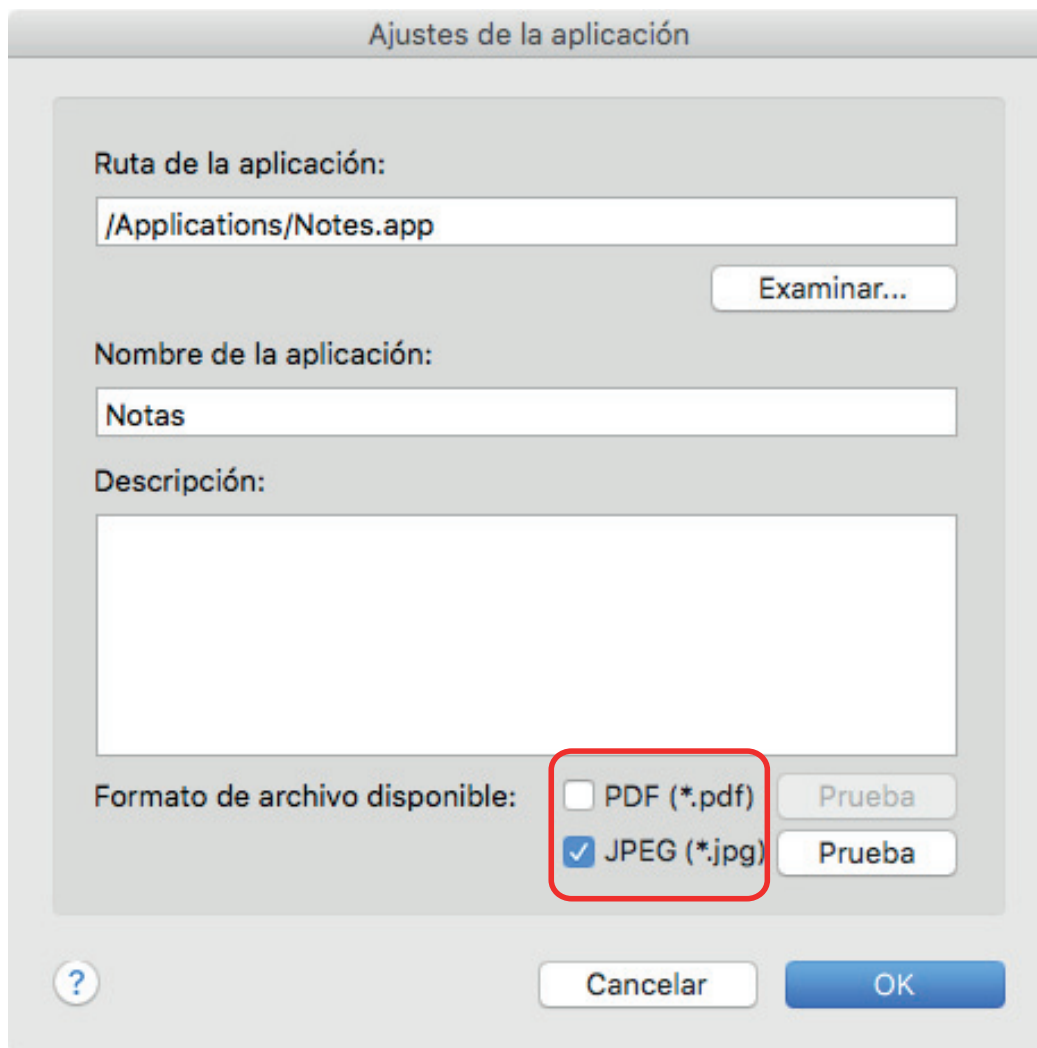 Ajustes de la aplicación
Ruta de la aplicación:
/Applications/Notes.app
Examinar...
Nombre de la aplicación:
Notas
Descripción:
Formato de archivo disponible: PDF (*.pdf) Prueba
JPEG (*.jpg) Prueba
? Cancelar OK